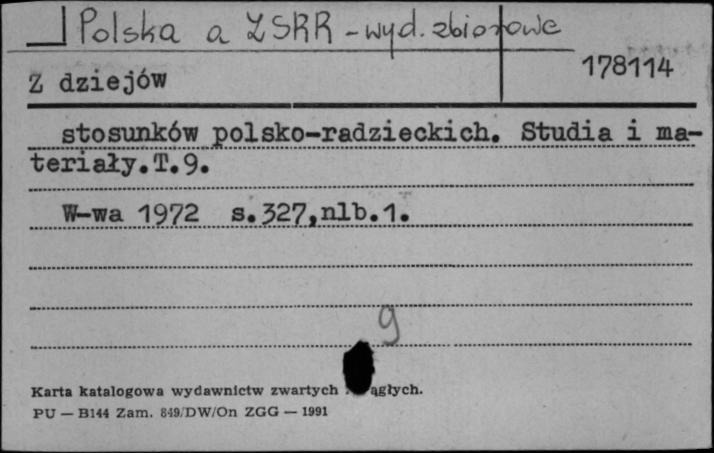 Polska a ZSRR - wyd. zbiorowe
178114
Z dziejów
stosunków polsko-radzieckich. Studia i ma-
teriały.T.9.
W-wa 1972 s.327,nlb.1.
9
Karta katalogowa wydawnictw zwartych ągłych.
PU — B144 Zam. 849/DW/On ZGG — 1991